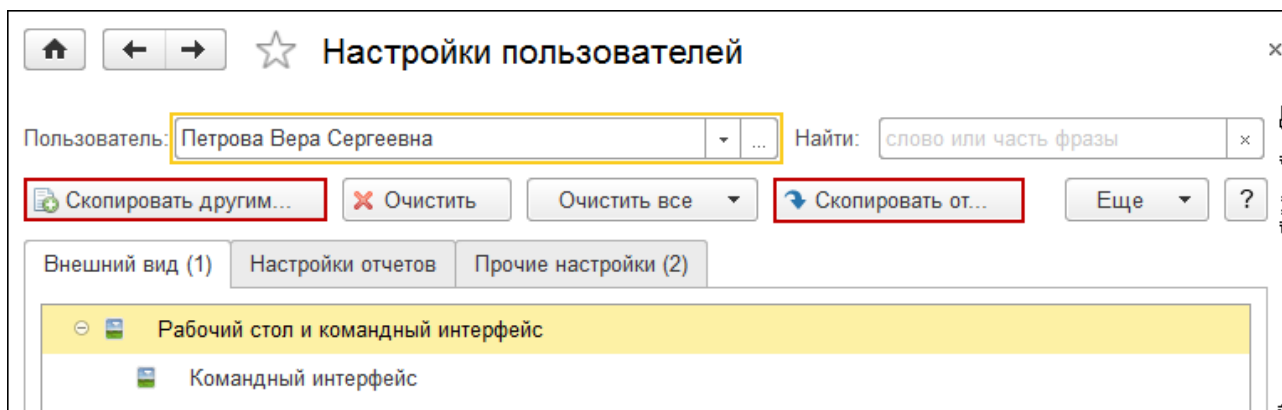 Настройки пользователей
Пользователь: Петрова Вера Сергеевна ... Найти: слово или часть фразы ×
Скопировать другим... Очистить Очистить все Скопировать от... Еще ?
Внешний вид (1) Настройки отчетов Прочие настройки (2)
Рабочий стол и командный интерфейс
Командный интерфейс